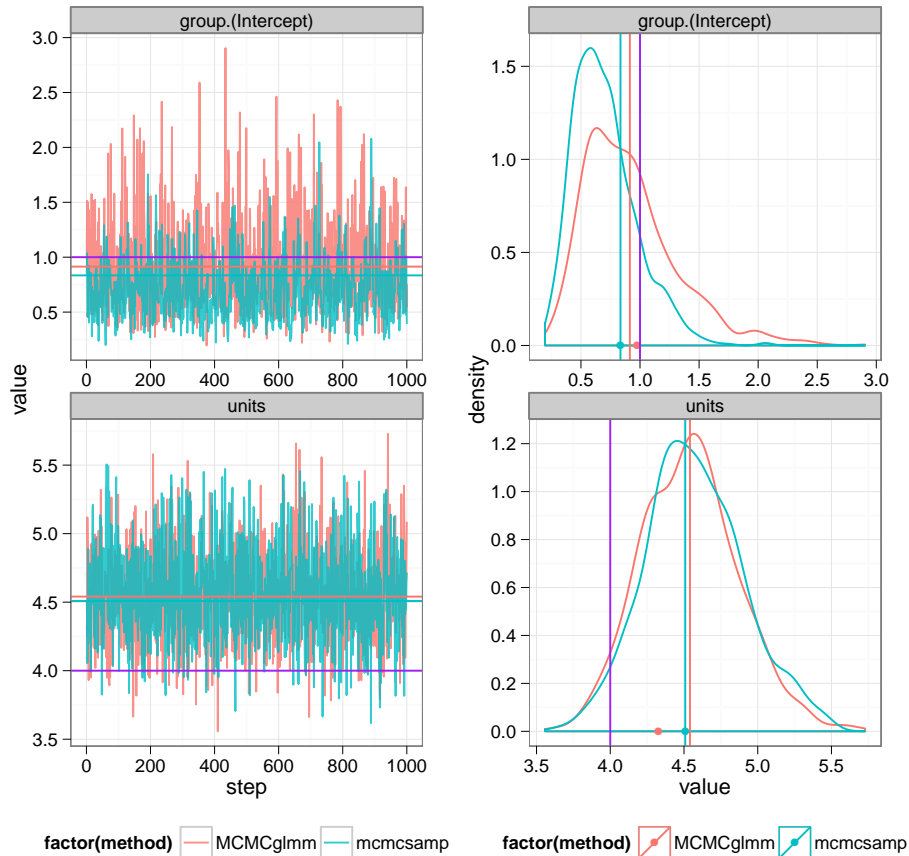 group.(Intercept)
3.0
2.5
2.0
1.5
1.0
0.5
0 200 400 600 800 1000
value
units
5.5
5.0
4.5
4.0
3.5
0 200 400 600 800 1000
step
factor(method) MCMCglmm mcmcsamp
group.(Intercept)
1.5
1.0
0.5
0.0
0.5 1.0 1.5 2.0 2.5 3.0
density
units
1.2
1.0
0.8
0.6
0.4
0.2
0.0
3.5 4.0 4.5 5.0 5.5
value
factor(method) MCMCglmm mcmcsamp